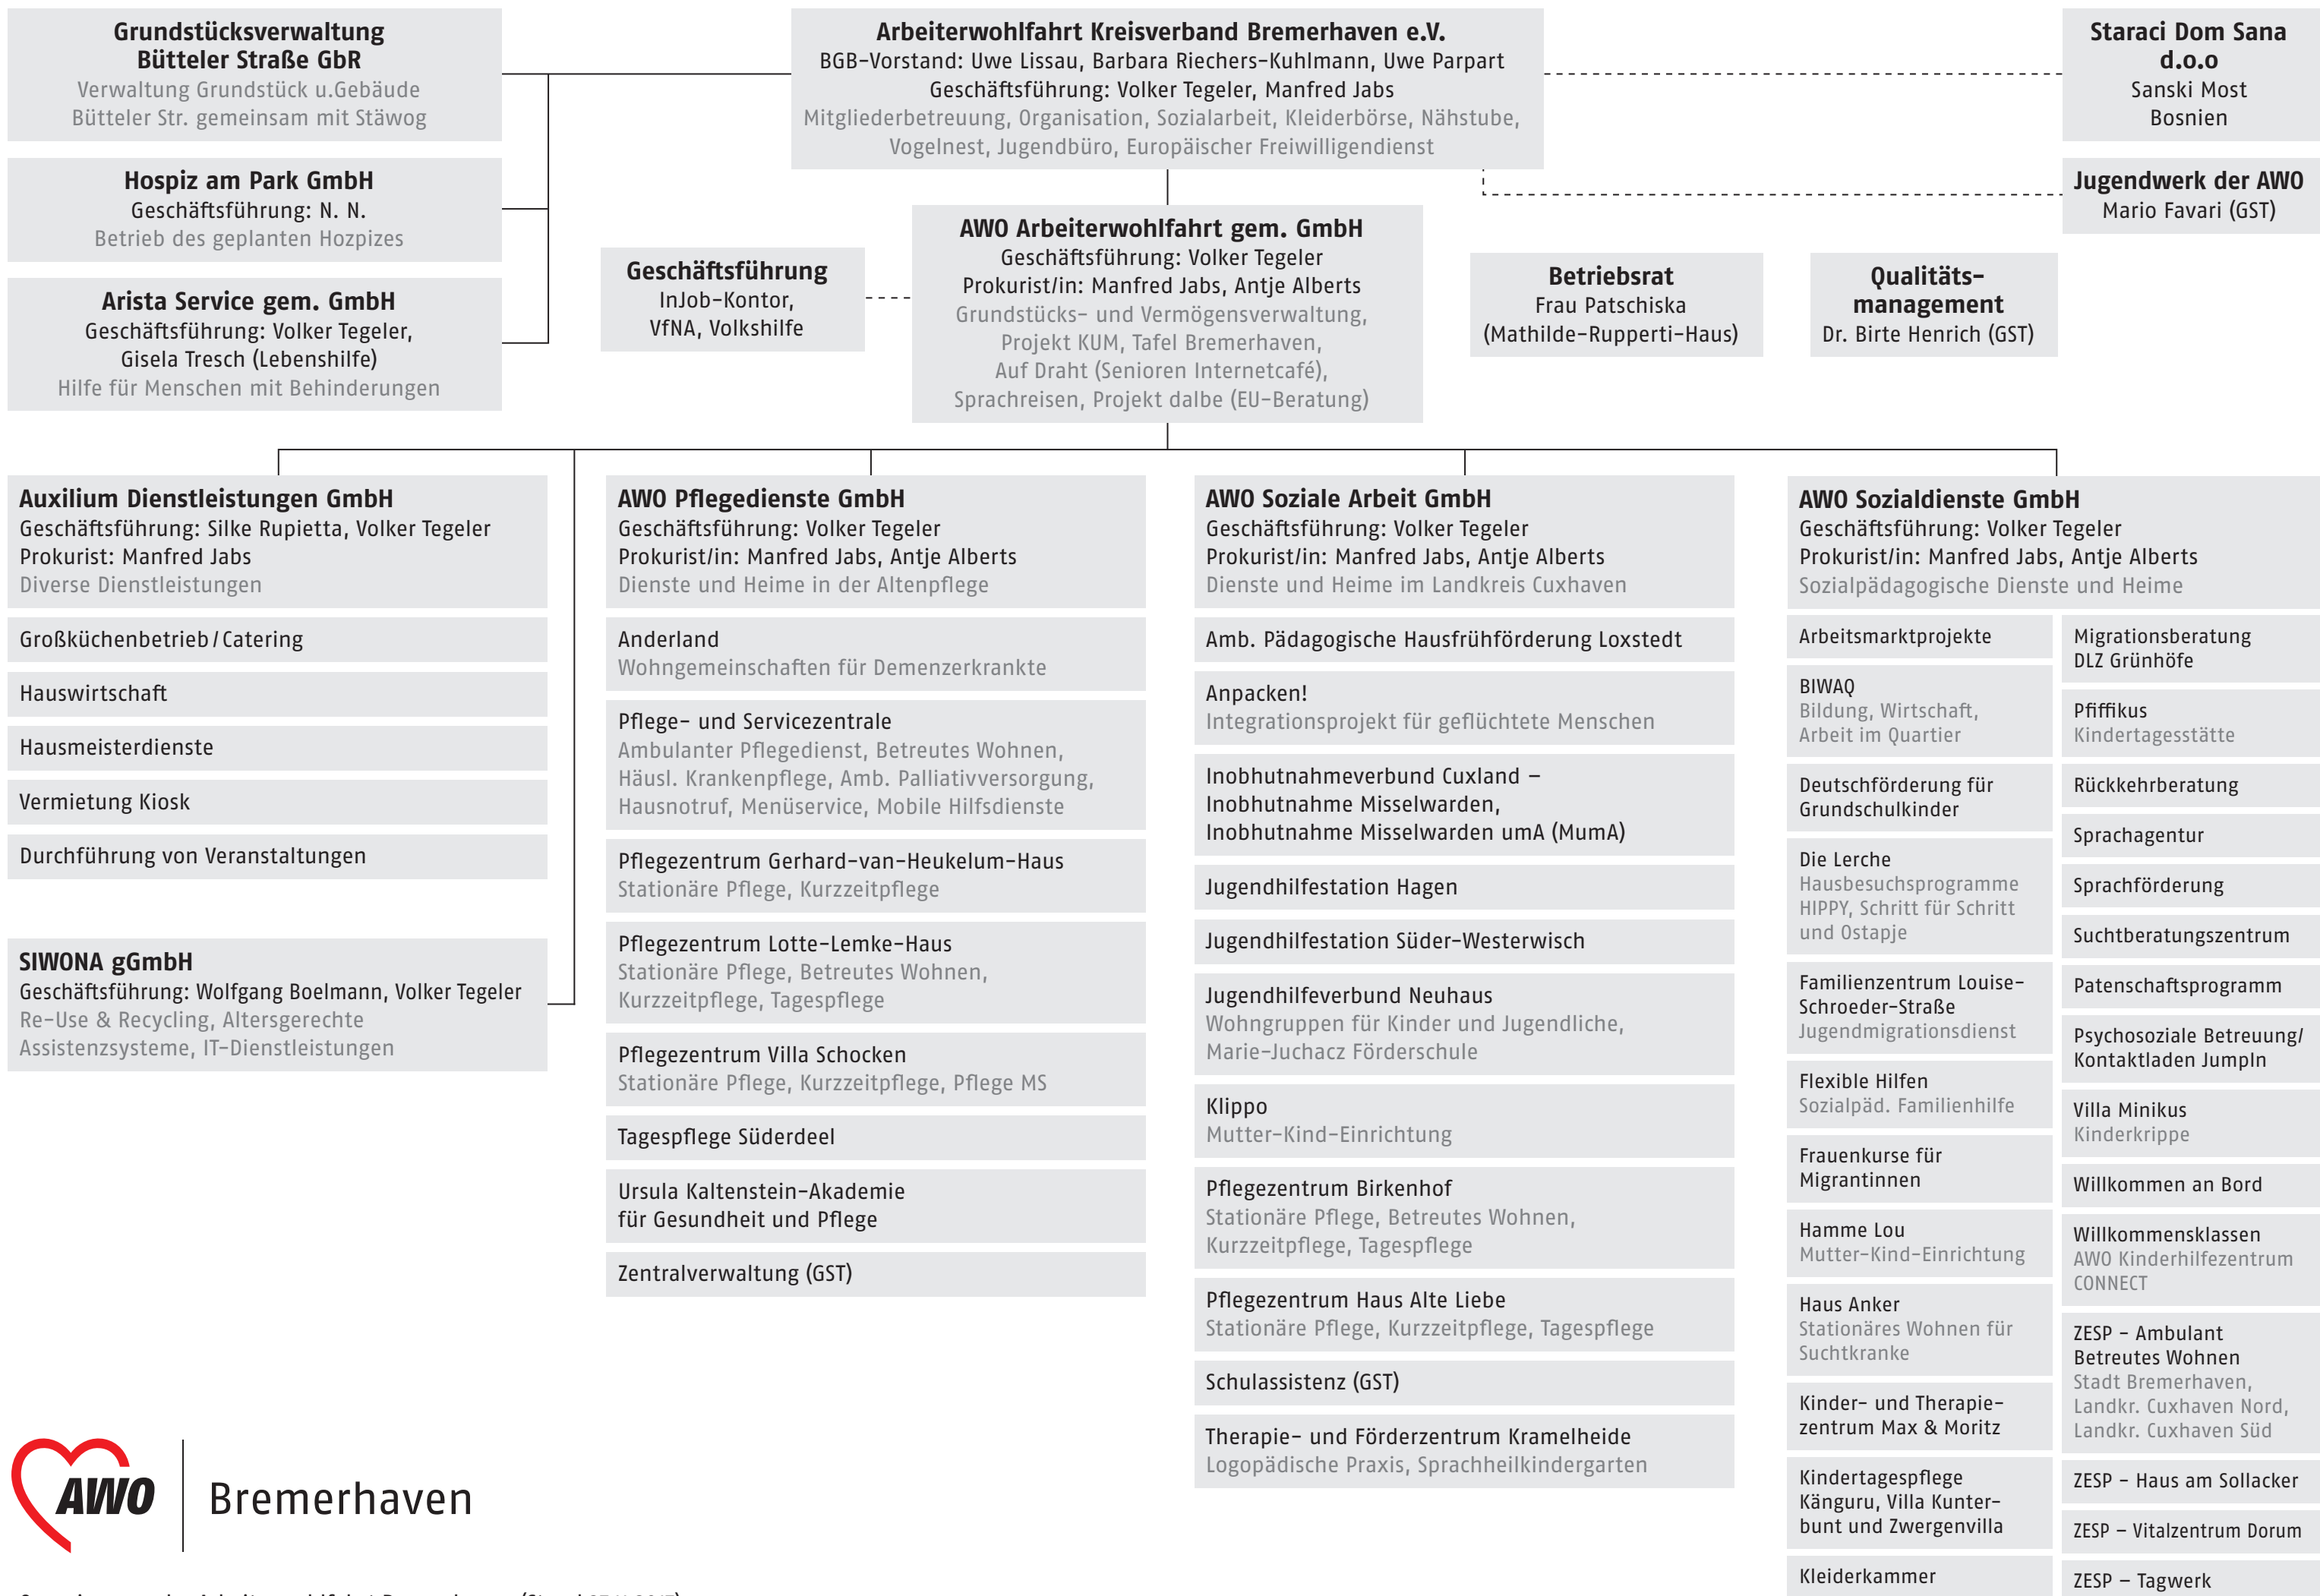 Grundstücksverwaltung
Bütteler Straße GbR
Verwaltung Grundstück u.Gebäude
Bütteler Str. gemeinsam mit Stäwog
Hospiz am Park GmbH
Geschäftsführung: N. N.
Betrieb des geplanten Hozpizes
Arista Service gem. GmbH
Geschäftsführung: Volker Tegeler,
Gisela Tresch (Lebenshilfe)
Hilfe für Menschen mit Behinderungen
Arbeiterwohlfahrt Kreisverband Bremerhaven e.V.
BGB-Vorstand: Uwe Lissau, Barbara Riechers-Kuhlmann, Uwe Parpart
Geschäftsführung: Volker Tegeler, Manfred Jabs
Mitgliederbetreuung, Organisation, Sozialarbeit, Kleiderbörse, Nähstube,
Vogelnest, Jugendbüro, Europäischer Freiwilligendienst
Staraci Dom Sana
d.o.o
Sanski Most
Bosnien
Jugendwerk der AWO
Mario Favari (GST)
Geschäftsführung
InJob-Kontor,
VfNA, Volkshilfe
AWO Arbeiterwohlfahrt gem. GmbH
Geschäftsführung: Volker Tegeler
Prokurist/in: Manfred Jabs, Antje Alberts
Grundstücks- und Vermögensverwaltung,
Projekt KUM, Tafel Bremerhaven,
Auf Draht (Senioren Internetcafé),
Sprachreisen, Projekt dalbe (EU-Beratung)
Betriebsrat
Frau Patschiska
(Mathilde-Rupperti-Haus)
Qualitäts-
management
Dr. Birte Henrich (GST)
Auxilium Dienstleistungen GmbH
Geschäftsführung: Silke Rupietta, Volker Tegeler
Prokurist: Manfred Jabs
Diverse Dienstleistungen
Großküchenbetrieb / Catering
Hauswirtschaft
Hausmeisterdienste
Vermietung Kiosk
Durchführung von Veranstaltungen
SIWONA gGmbH
Geschäftsführung: Wolfgang Boelmann, Volker Tegeler
Re-Use & Recycling, Altersgerechte
Assistenzsysteme, IT-Dienstleistungen
AWO Pflegedienste GmbH
Geschäftsführung: Volker Tegeler
Prokurist/in: Manfred Jabs, Antje Alberts
Dienste und Heime in der Altenpflege
Anderland
Wohngemeinschaften für Demenzerkrankte
Pflege- und Servicezentrale
Ambulanter Pflegedienst, Betreutes Wohnen,
Häusl. Krankenpflege, Amb. Palliativversorgung,
Hausnotruf, Menüservice, Mobile Hilfsdienste
Pflegezentrum Gerhard-van-Heukelum-Haus
Stationäre Pflege, Kurzzeitpflege
Pflegezentrum Lotte-Lemke-Haus
Stationäre Pflege, Betreutes Wohnen,
Kurzzeitpflege, Tagespflege
Pflegezentrum Villa Schocken
Stationäre Pflege, Kurzzeitpflege, Pflege MS
Tagespflege Süderdeel
Ursula Kaltenstein-Akademie
für Gesundheit und Pflege
Zentralverwaltung (GST)
AWO Soziale Arbeit GmbH
Geschäftsführung: Volker Tegeler
Prokurist/in: Manfred Jabs, Antje Alberts
Dienste und Heime im Landkreis Cuxhaven
Amb. Pädagogische Hausfrühförderung Loxstedt
Anpacken!
Integrationsprojekt für geflüchtete Menschen
Inobhutnahmeverbund Cuxland –
Inobhutnahme Misselwarden,
Inobhutnahme Misselwarden umA (MumA)
Jugendhilfestation Hagen
Jugendhilfestation Süder-Westerwisch
Jugendhilfeverbund Neuhaus
Wohngruppen für Kinder und Jugendliche,
Marie-Juchacz Förderschule
Klippo
Mutter-Kind-Einrichtung
Pflegezentrum Birkenhof
Stationäre Pflege, Betreutes Wohnen,
Kurzzeitpflege, Tagespflege
Pflegezentrum Haus Alte Liebe
Stationäre Pflege, Kurzzeitpflege, Tagespflege
Schulassistenz (GST)
Therapie- und Förderzentrum Kramelheide
Logopädische Praxis, Sprachheilkindergarten
AWO Sozialdienste GmbH
Geschäftsführung: Volker Tegeler
Prokurist/in: Manfred Jabs, Antje Alberts
Sozialpädagogische Dienste und Heime
Arbeitsmarktprojekte
BIWAQ
Bildung, Wirtschaft,
Arbeit im Quartier
Deutschförderung für
Grundschulkinder
Die Lerche
Hausbesuchsprogramme
HIPPY, Schritt für Schritt
und Ostapje
Familienzentrum Louise-
Schroeder-Straße
Jugendmigrationsdienst
Flexible Hilfen
Sozialpäd. Familienhilfe
Frauenkurse für
Migrantinnen
Hamme Lou
Mutter-Kind-Einrichtung
Haus Anker
Stationäres Wohnen für
Suchtkranke
Kinder- und Therapie-
zentrum Max & Moritz
Kindertagespflege
Känguru, Villa Kunter-
bunt und Zwergenvilla
Kleiderkammer
Migrationsberatung
DLZ Grünhöfe
Pfiffikus
Kindertagesstätte
Rückkehrberatung
Sprachagentur
Sprachförderung
Suchtberatungszentrum
Patenschaftsprogramm
Psychosoziale Betreuung/
Kontaktladen JumpIn
Villa Minikus
Kinderkrippe
Willkommen an Bord
Willkommensklassen
AWO Kinderhilfezentrum
CONNECT
ZESP - Ambulant
Betreutes Wohnen
Stadt Bremerhaven,
Landkr. Cuxhaven Nord,
Landkr. Cuxhaven Süd
ZESP - Haus am Sollacker
ZESP – Vitalzentrum Dorum
ZESP – Tagwerk
AWO
Bremerhaven